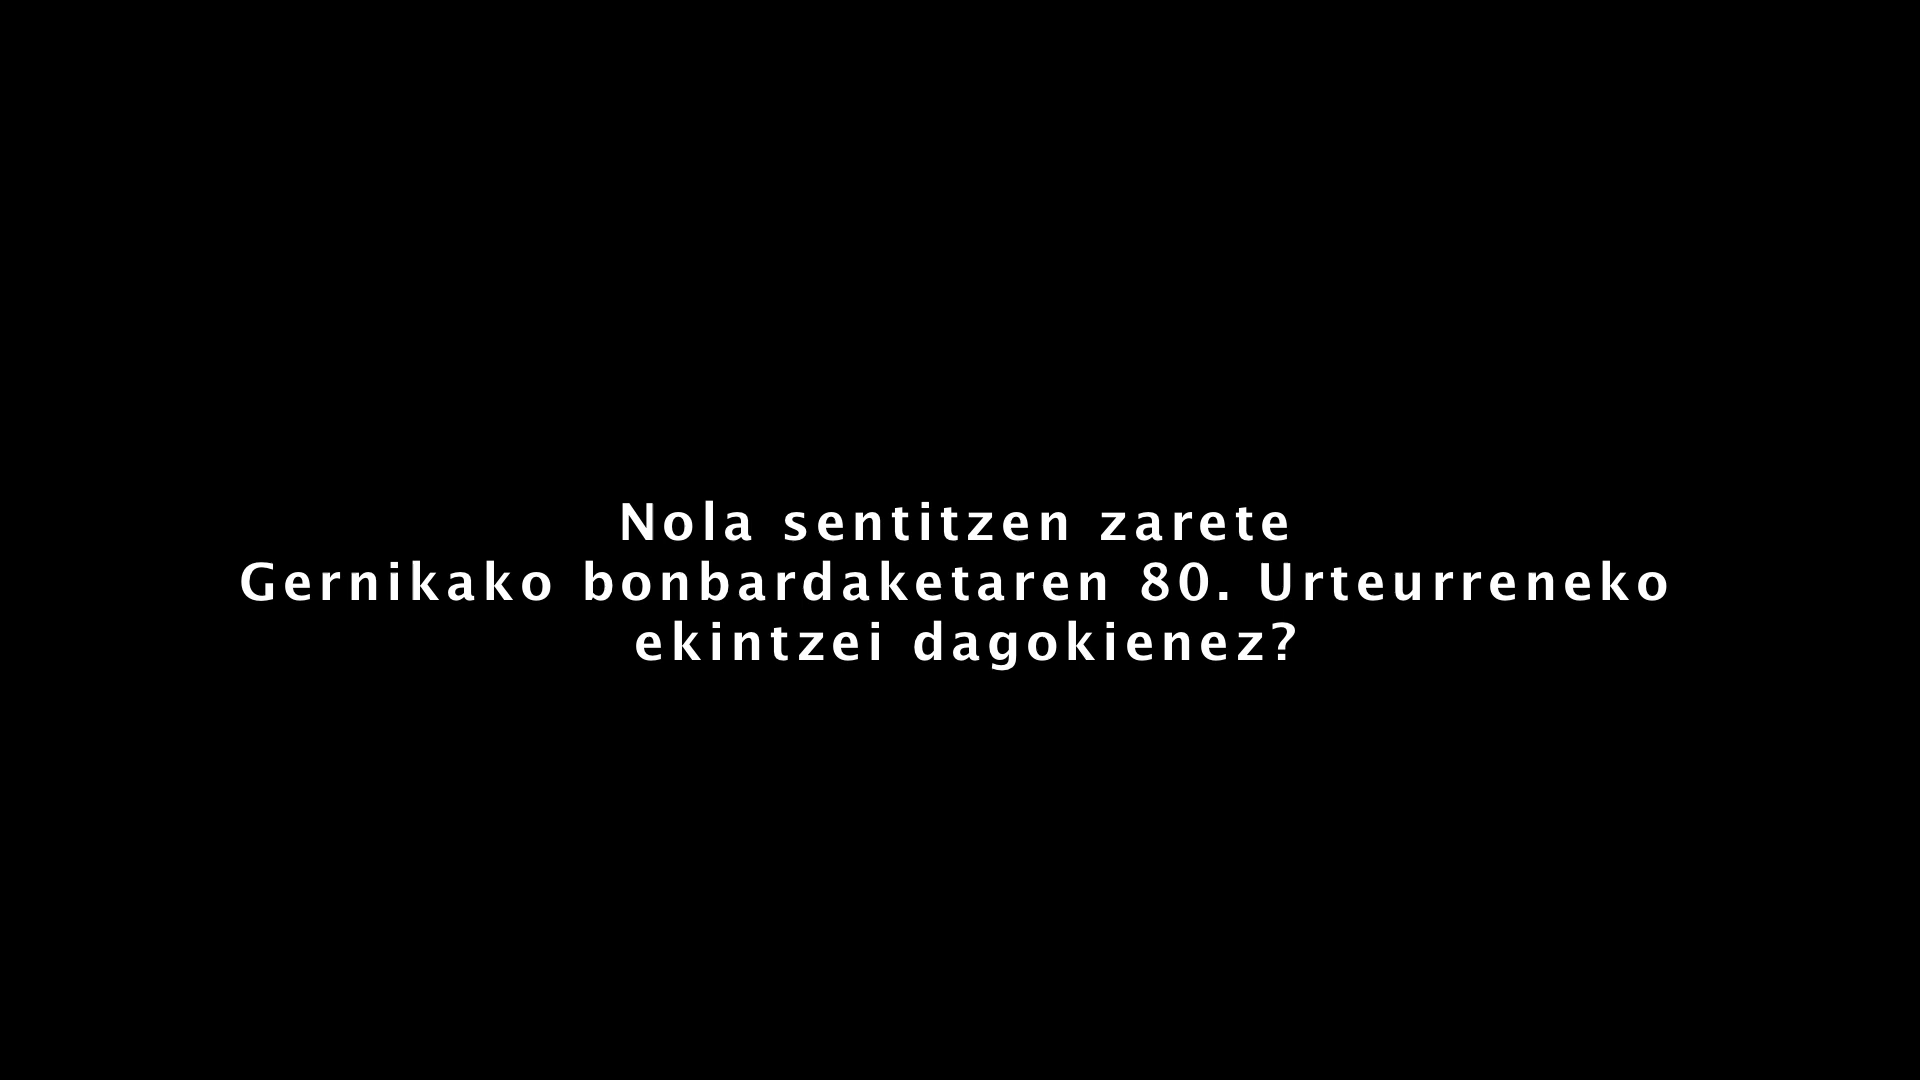 Nola sentitzen zarete
Gernikako bonbardaketaren 80. Urteurreneko
ekintzei dagokienez?